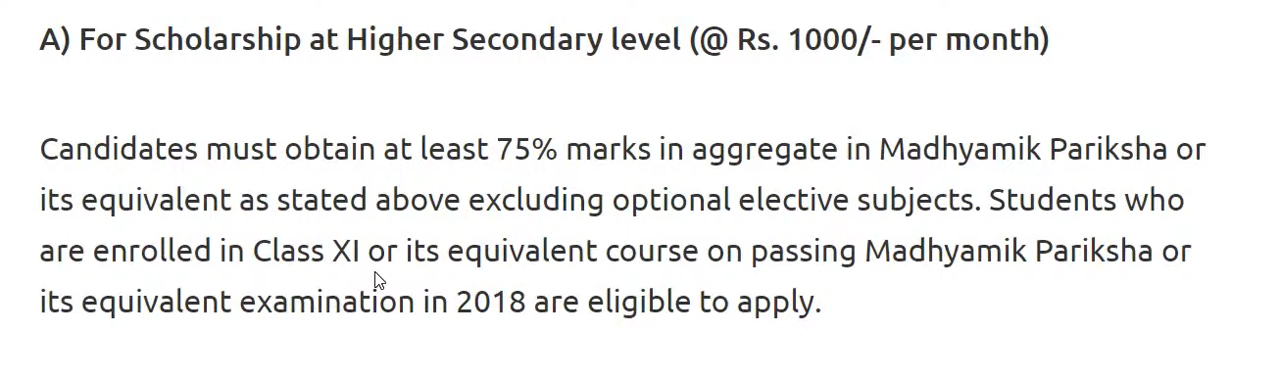 A) For Scholarship at Higher Secondary level (@ Rs. 1000/- per month)
Candidates must obtain at least 75% marks in aggregate in Madhyamik Pariksha or
its equivalent as stated above excluding optional elective subjects. Students who
are enrolled in Class XI or its equivalent course on passing Madhyamik Pariksha or
its equivalent examination in 2018 are eligible to apply.